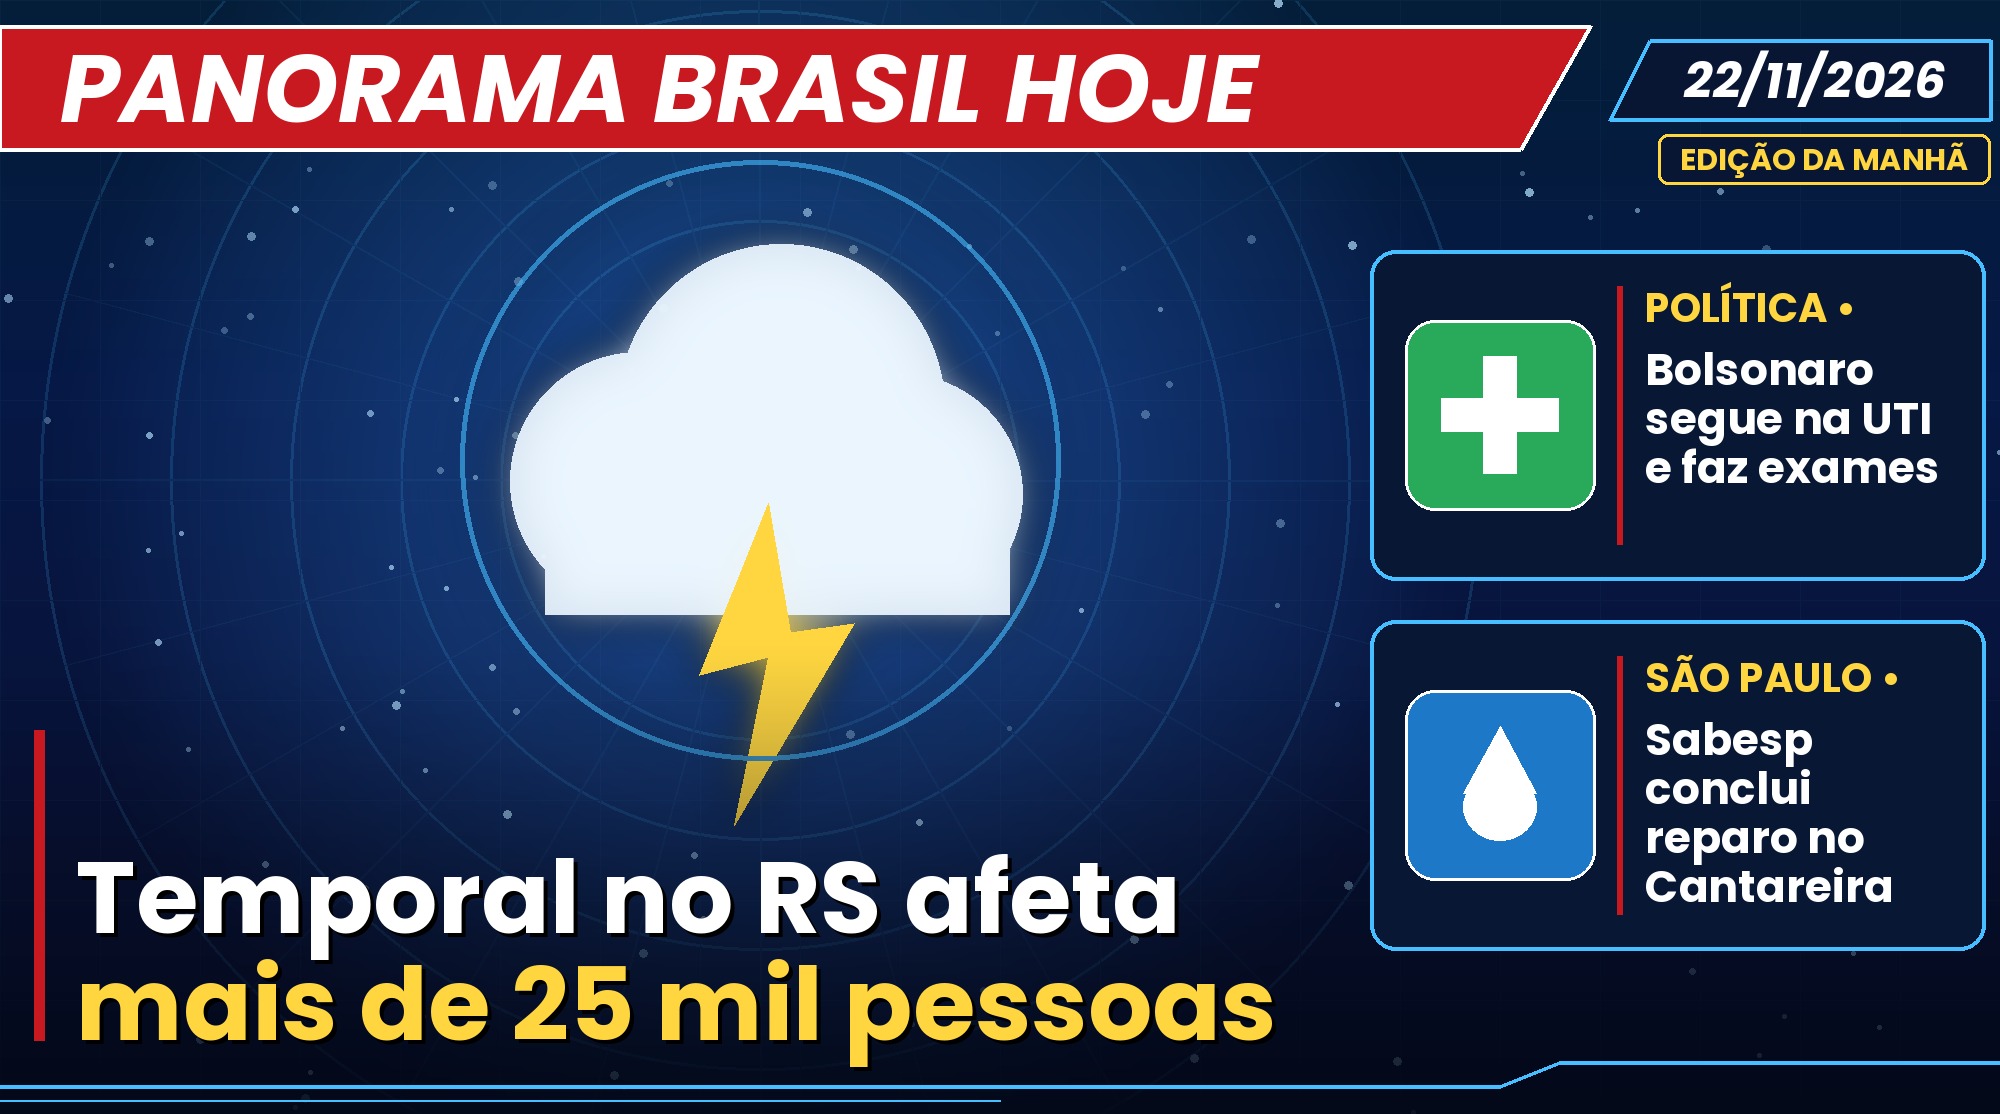 PANORAMA BRASIL HOJE
22/11/2026
EDIÇÃO DA MANHÃ
POLÍTICA •
Bolsonaro
segue na UTI
e faz exames
SÃO PAULO •
Sabesp
conclui
reparo no
Cantareira
Temporal no RS afeta
mais de 25 mil pessoas